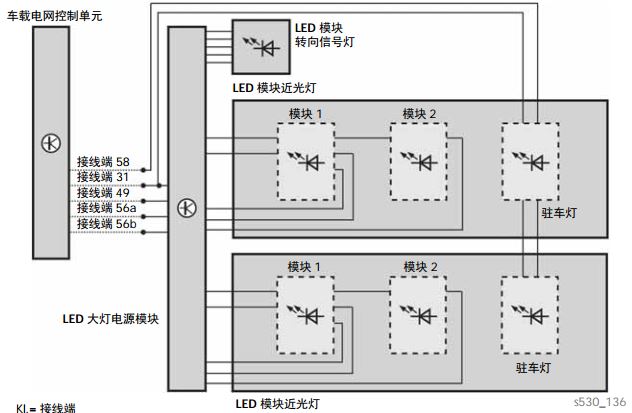 车载电网控制单元
LED 模块
转向信号灯
LED 模块近光灯
模块 1
模块 2
接线端 58
接线端 31
接线端 49
接线端 56a
接线端 56b
驻车灯
模块 1
模块 2
LED 大灯电源模块
驻车灯
LED 模块近光灯
KL = 接线端
s530_136